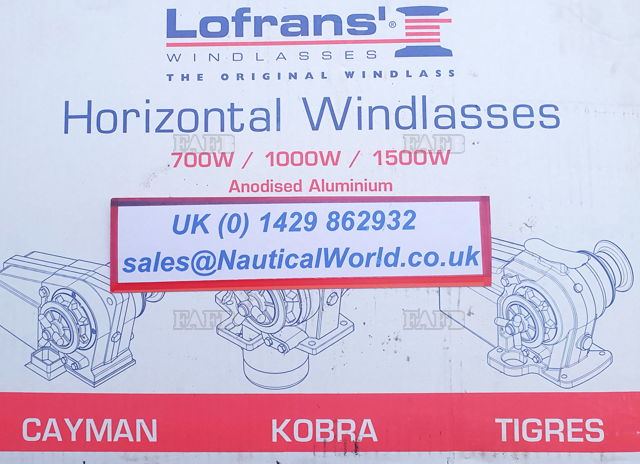 Lofrans'®
WINDLASSES
THE ORIGINAL WINDLASS
Horizontal Windlasses
700W / 1000W / 1500W
Anodised Aluminium
UK (0) 1429 862932
sales@NauticalWorld.co.uk
CAYMAN KOBRA TIGRES